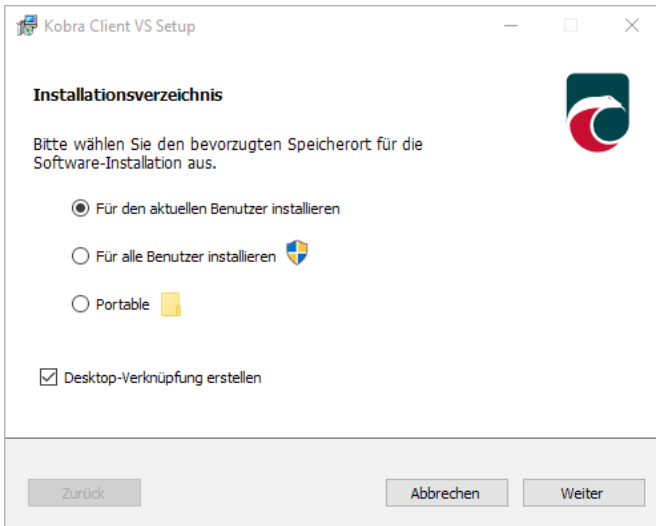 Kobra Client VS Setup
Installationsverzeichnis
Bitte wählen Sie den bevorzugten Speicherort für die
Software-Installation aus.
Für den aktuellen Benutzer installieren
Für alle Benutzer installieren
Portable
Desktop-Verknüpfung erstellen
Zurück
Abbrechen
Weiter